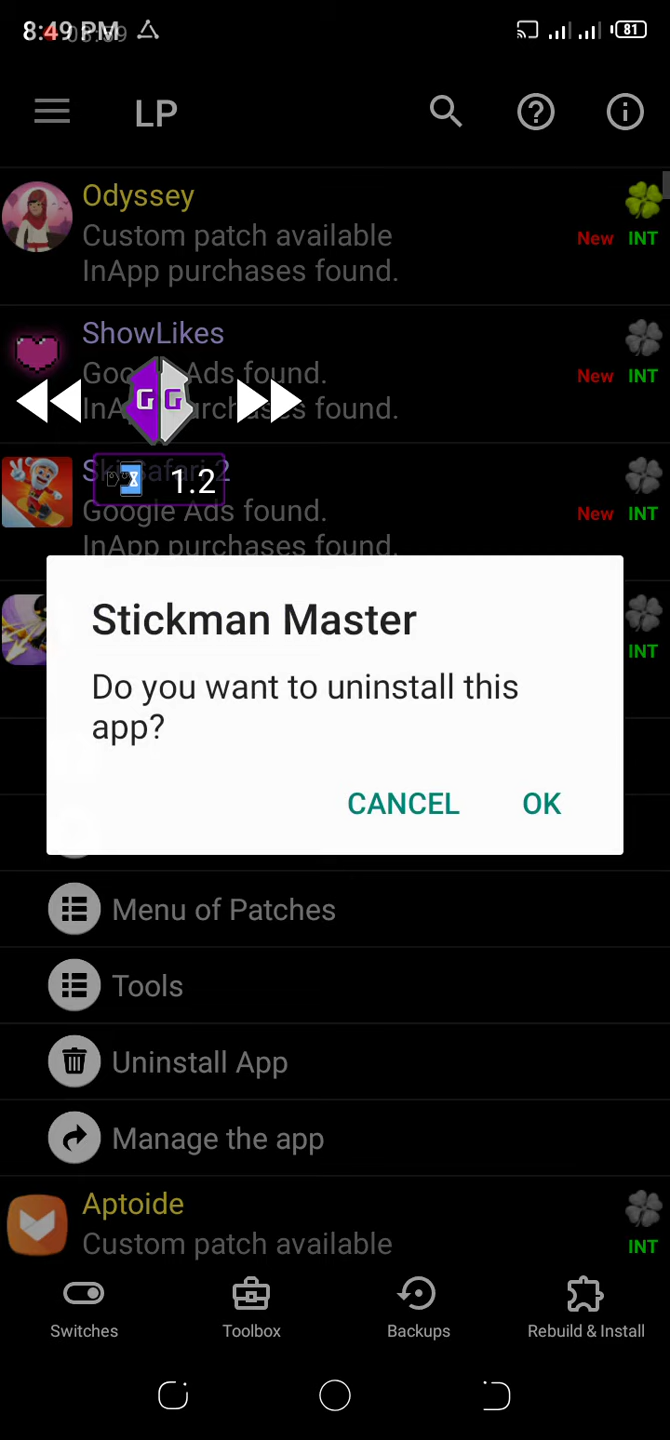 8:49 PM
81
LP
Odyssey
Custom patch available
New INT
InApp purchases found.
ShowLikes
Google Ads found.
New INT
InApp purchases found.
G G
Ski Safari 2
1.2
Google Ads found.
New INT
InApp purchases found.
Stickman Master
INT
Do you want to uninstall this
app?
CANCEL OK
Menu of Patches
Tools
Uninstall App
Manage the app
Aptoide
Custom patch available
INT
Switches Toolbox Backups Rebuild & Install